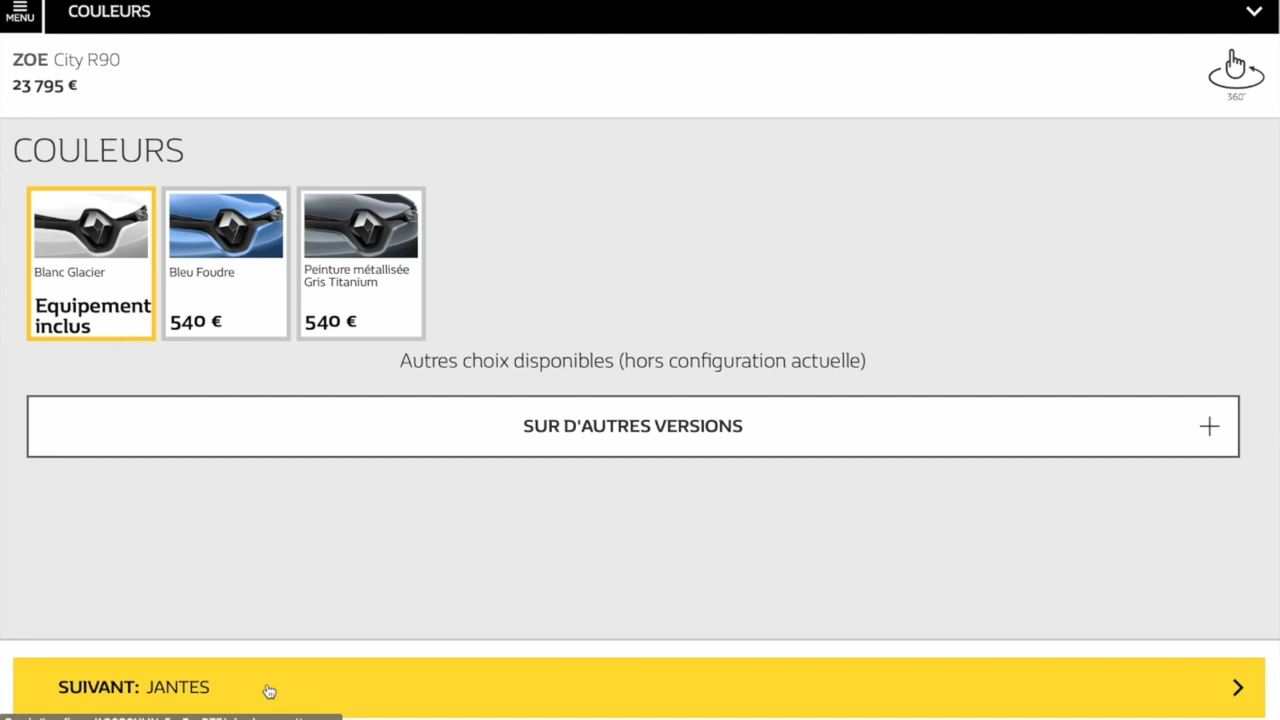 MENU
COULEURS
ZOE City R90
23 795 €
360°
COULEURS
Blanc Glacier
Equipement
inclus
Bleu Foudre
540 €
Peinture métallisée
Gris Titanium
540 €
Autres choix disponibles (hors configuration actuelle)
SUR D'AUTRES VERSIONS
SUIVANT: JANTES